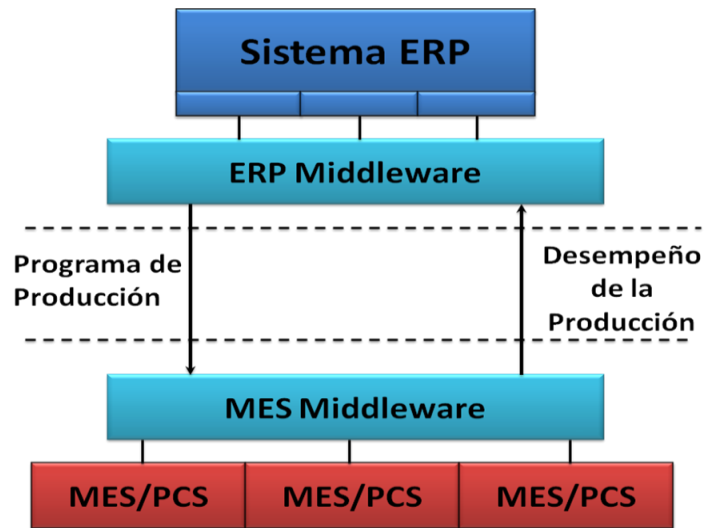 Sistema ERP
ERP Middleware
Programa de
Producción
Desempeño
de la
Producción
MES Middleware
MES/PCS
MES/PCS
MES/PCS